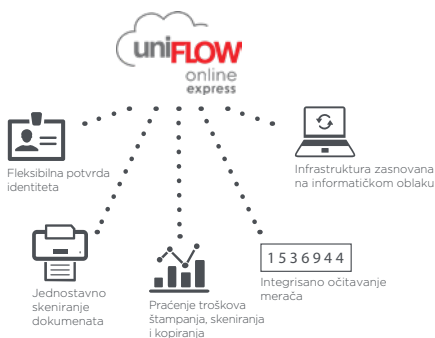 uniFLOW
online
express
Fleksibilna potvrda
identiteta
Infrastruktura zasnovana
na informatičkom oblaku
Jednostavno
skeniranje
dokumenata
Praćenje troškova
štampanja, skeniranja
i kopiranja
1536944
Integrisano očitavanje
merača